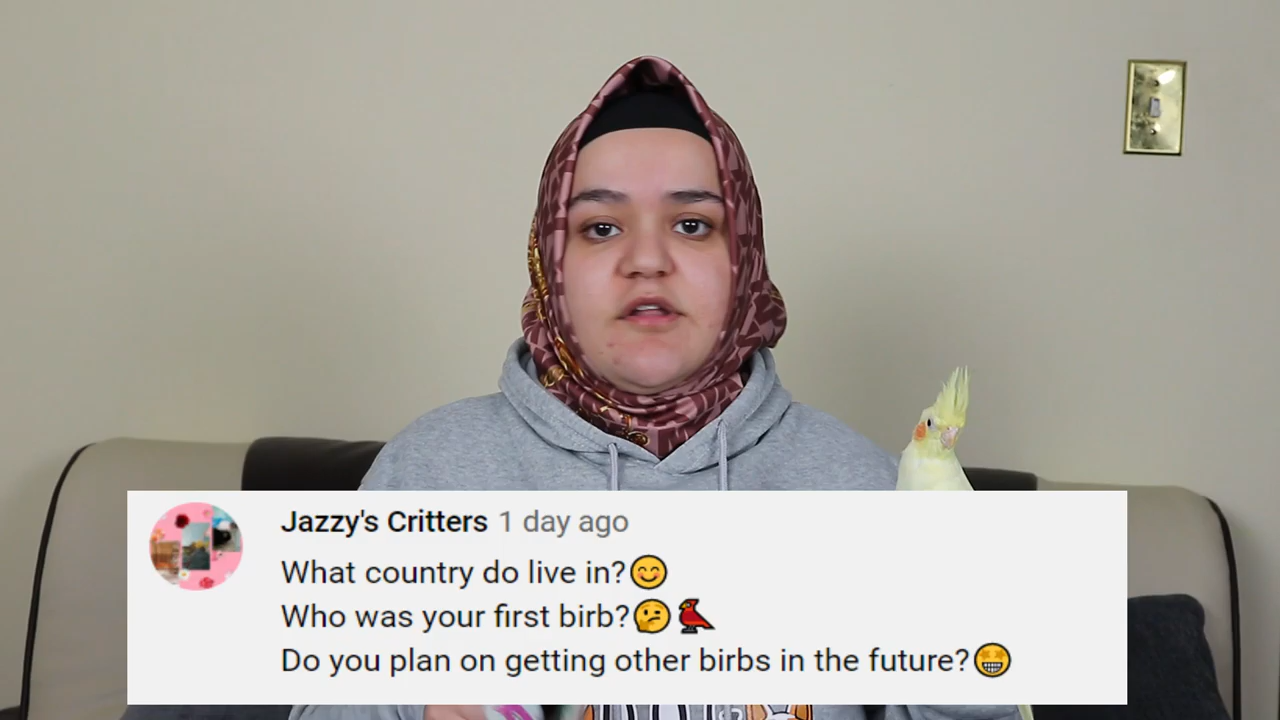 Jazzy's Critters 1 day ago
What country do live in?😊
Who was your first birb?🤔🐦
Do you plan on getting other birbs in the future?🤩